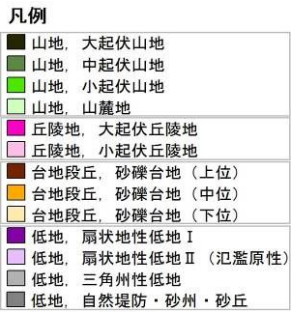 凡例
山地，大起伏山地
山地，中起伏山地
山地，小起伏山地
山地，山麓地
丘陵地，大起伏丘陵地
丘陵地，小起伏丘陵地
台地段丘，砂礫台地（上位）
台地段丘，砂礫台地（中位）
台地段丘，砂礫台地（下位）
低地，扇状地性低地Ⅰ
低地，扇状地性低地Ⅱ（氾濫原性）
低地，三角州性低地
低地，自然堤防・砂州・砂丘